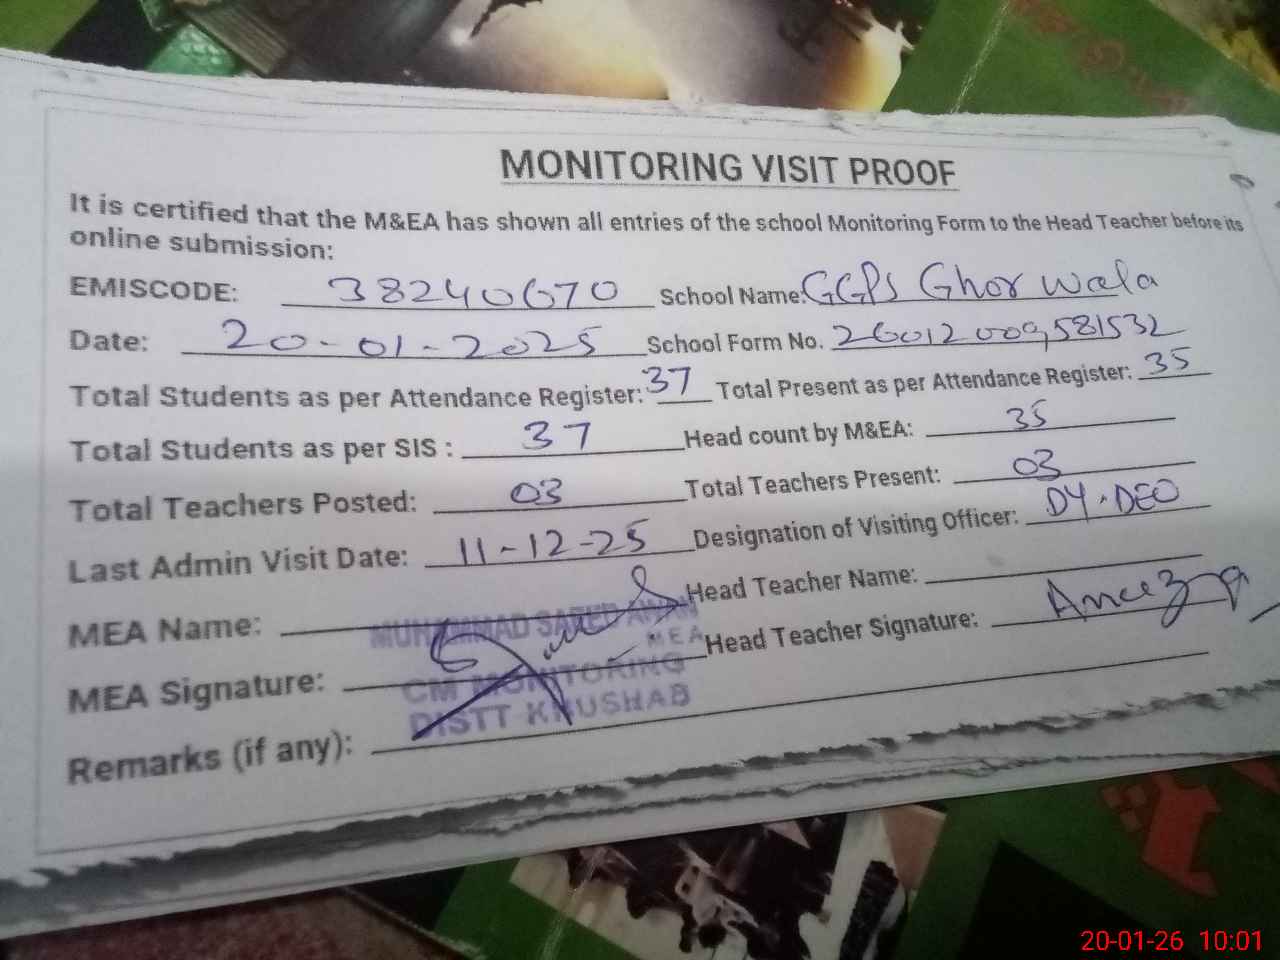 MONITORING VISIT PROOF
It is certified that the M&EA has shown all entries of the school Monitoring Form to the Head Teacher before its
online submission:
EMISCODE: 38240670 School Name: GGPS Ghor wala
Date: 20-01-2025 School Form No. 26012009581532
Total Students as per Attendance Register: 37 Total Present as per Attendance Register: 35
Total Students as per SIS : 37 Head count by M&EA: 35
Total Teachers Posted: 03 Total Teachers Present: 03
Last Admin Visit Date: 11-12-25 Designation of Visiting Officer: DY.DEO
MEA Name: MUHAMMAD SAEED AWAN Head Teacher Name:
MEA
MEA Signature: CM MONITORING Head Teacher Signature:
DISTT KHUSHAB
Remarks (if any):
20-01-26 10:01